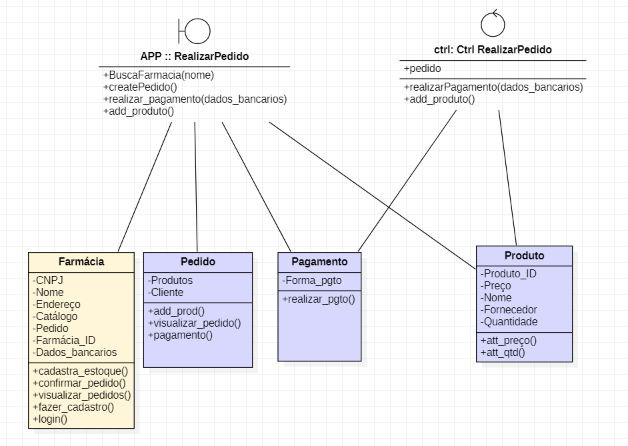 APP :: RealizarPedido
+BuscaFarmacia(nome)
+createPedido()
+realizar_pagamento(dados_bancarios)
+add_produto()
ctrl: Ctrl RealizarPedido
+pedido
+realizarPagamento(dados_bancarios)
+add_produto()
Farmácia
-CNPJ
-Nome
-Endereço
-Catálogo
-Pedido
-Farmácia_ID
-Dados_bancarios
+cadastra_estoque()
+confirmar_pedido()
+visualizar_pedidos()
+fazer_cadastro()
+login()
Pedido
-Produtos
-Cliente
+add_prod()
+visualizar_pedido()
+pagamento()
Pagamento
-Forma_pgto
+realizar_pgto()
Produto
-Produto_ID
-Preço
-Nome
-Fornecedor
-Quantidade
+att_preço()
+att_qtd()